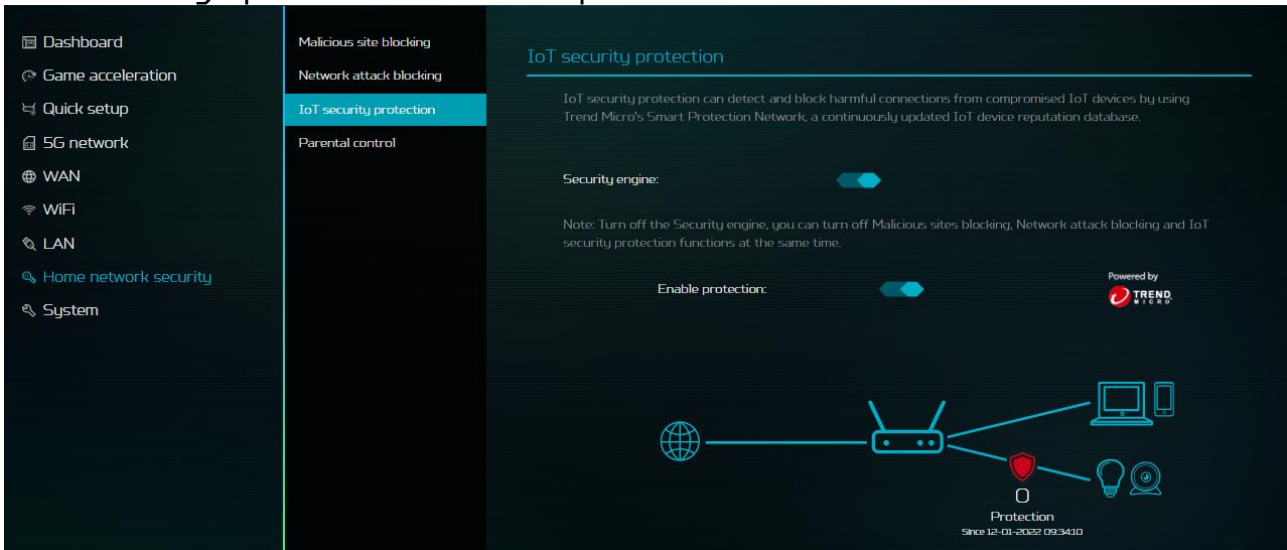 Dashboard
Game acceleration
Quick setup
5G network
WAN
WiFi
LAN
Home network security
System
Malicious site blocking
Network attack blocking
IoT security protection
Parental control
IoT security protection
IoT security protection can detect and block harmful connections from compromised IoT devices by using
Trend Micro's Smart Protection Network, a continuously updated IoT device reputation database.
Security engine:
Note: Turn off the Security engine, you can turn off Malicious sites blocking, Network attack blocking and IoT
security protection functions at the same time.
Enable protection:
Powered by
TREND
MICRO
0
Protection
Since 12-01-2022 09:34:10